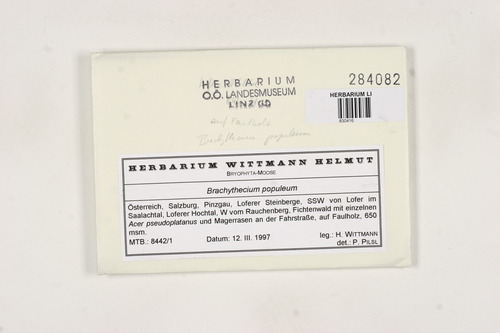 HERBARIUM
O.Ö. LANDESMUSEUM
LINZ/D
284082
HERBARIUM LI
auf Faulholz
Brachythecium populeum
HERBARIUM WITTMANN HELMUT
BRYOPHYTA-MOOSE
Brachythecium populeum
Österreich, Salzburg, Pinzgau, Loferer Steinberge, SSW von Lofer im
Saalachtal, Loferer Hochtal, W vom Rauchenberg, Fichtenwald mit einzelnen
Acer pseudoplatanus und Magerrasen an der Fahrstraße, auf Faulholz, 650
msm.
MTB.: 8442/1 Datum: 12. III. 1997 leg.: H. WITTMANN
det.: P. PILSL